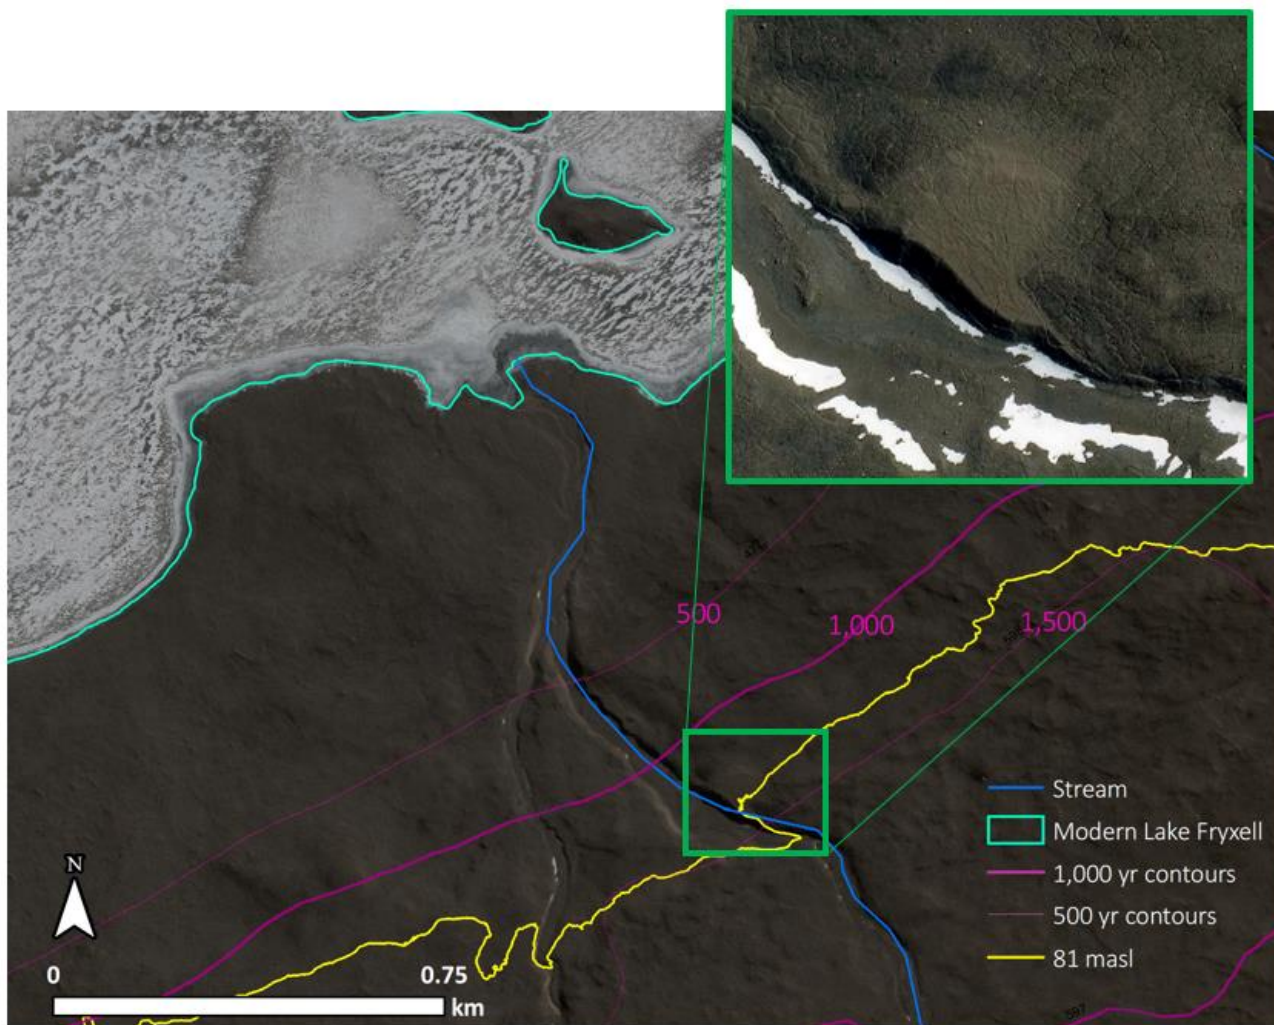 500
1,000
1,500
N
0 0.75
km
Stream
Modern Lake Fryxell
1,000 yr contours
500 yr contours
81 masl